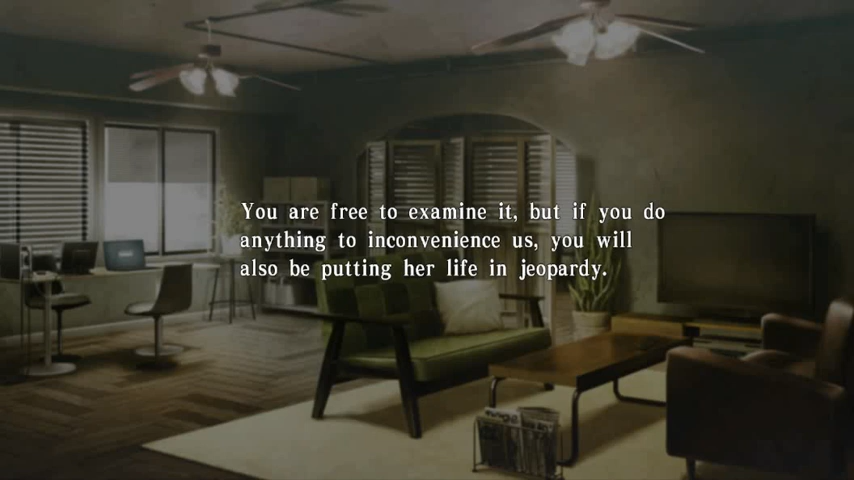 You are free to examine it, but if you do
anything to inconvenience us, you will
also be putting her life in jeopardy.